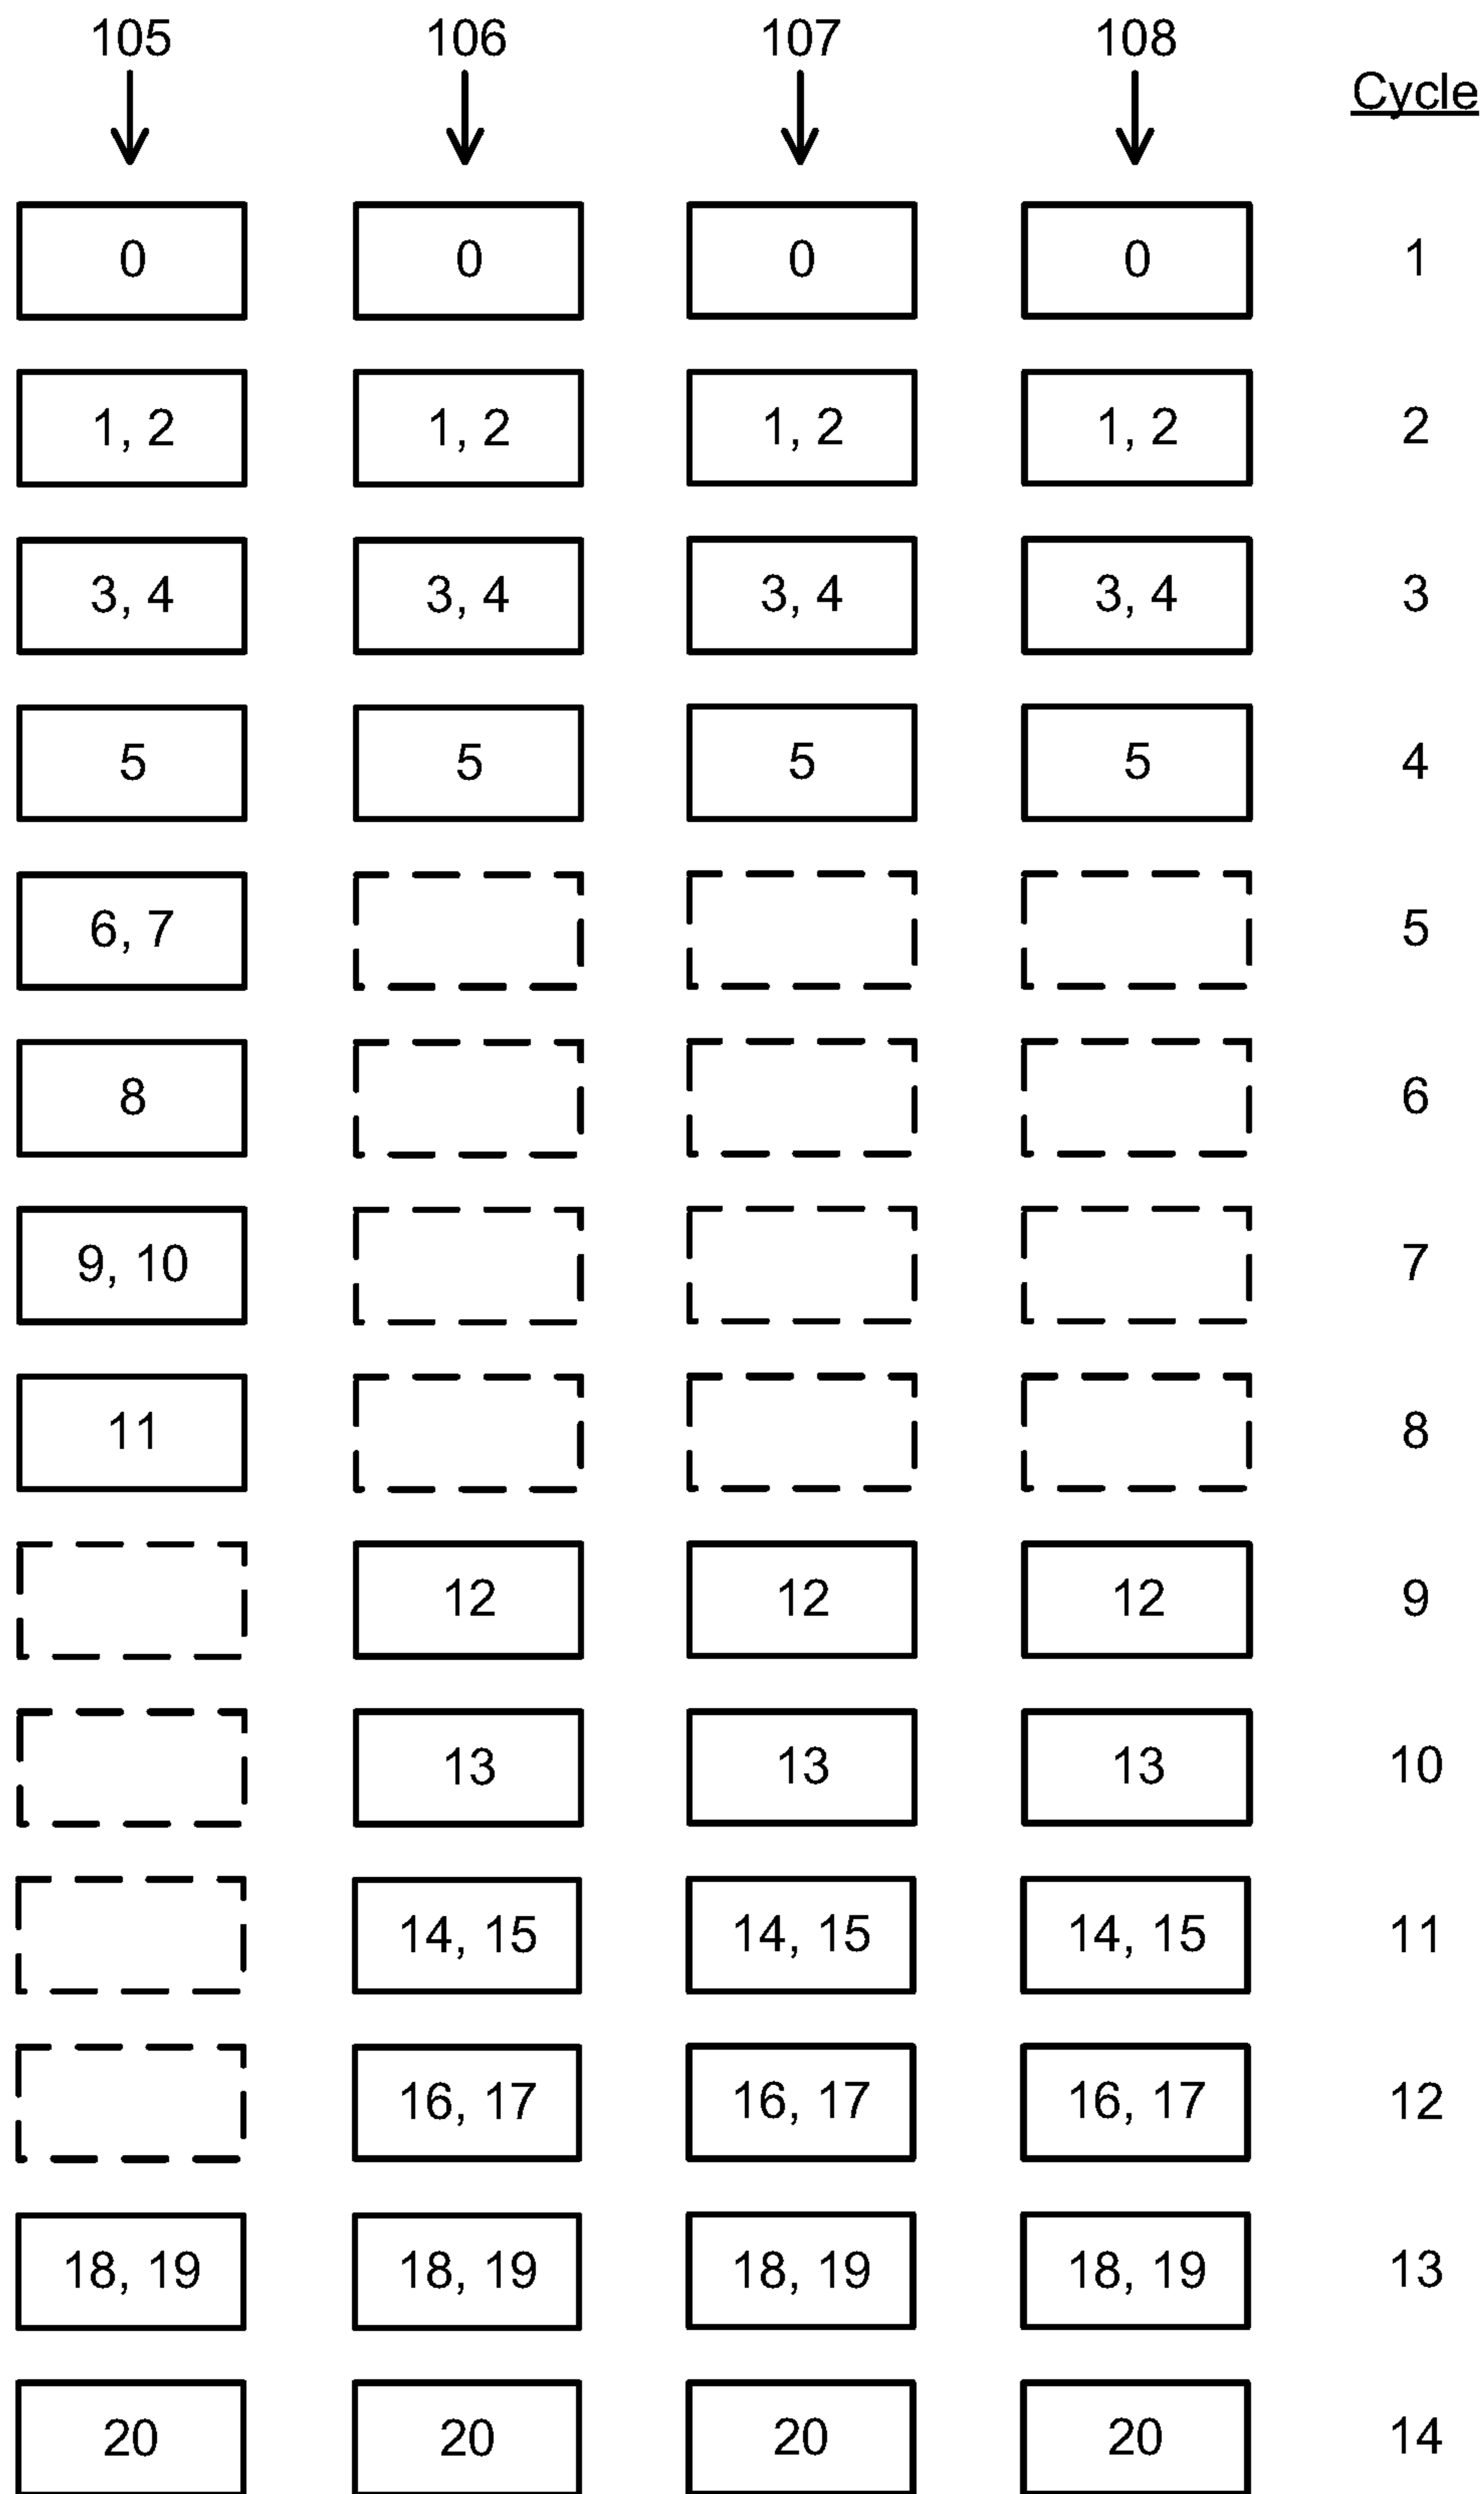 105 106 107 108
Cycle
0 0 0 0 1
1, 2 1, 2 1, 2 1, 2 2
3, 4 3, 4 3, 4 3, 4 3
5 5 5 5 4
6, 7 5
8 6
9, 10 7
11 8
12 12 12 9
13 13 13 10
14, 15 14, 15 14, 15 11
16, 17 16, 17 16, 17 12
18, 19 18, 19 18, 19 18, 19 13
20 20 20 20 14